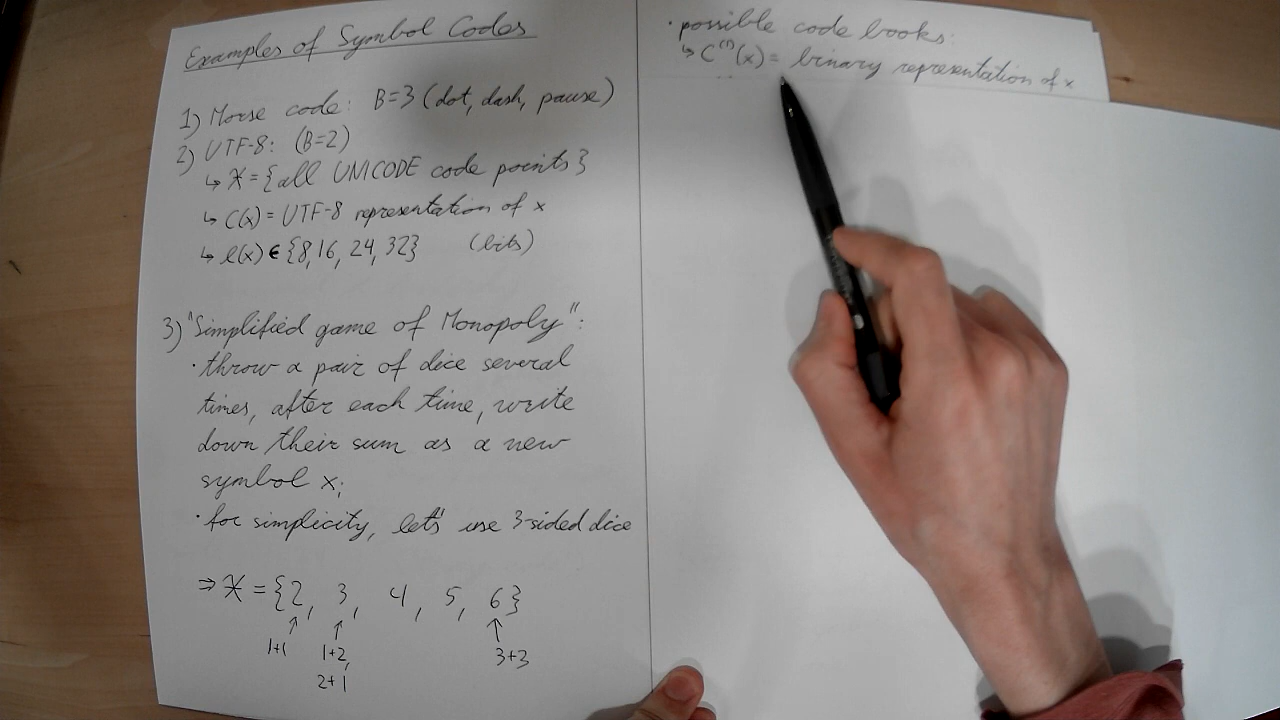 Examples of Symbol Codes
1) Morse code: B=3 (dot, dash, pause)
2) UTF-8: (B=2)
↳ X = {all UNICODE code points}
↳ C(x) = UTF-8 representation of x
↳ l(x) ∈ {8, 16, 24, 32} (bits)
3) "Simplified game of Monopoly":
· throw a pair of dice several
times, after each time, write
down their sum as a new
symbol xᵢ
· for simplicity, let's use 3-sided dice
⇒ X = {2, 3, 4, 5, 6}
↑ ↑ ↑
1+1 1+2, 3+3
2+1
· possible code books:
↳ C⁽¹⁾(x) = binary representation of x